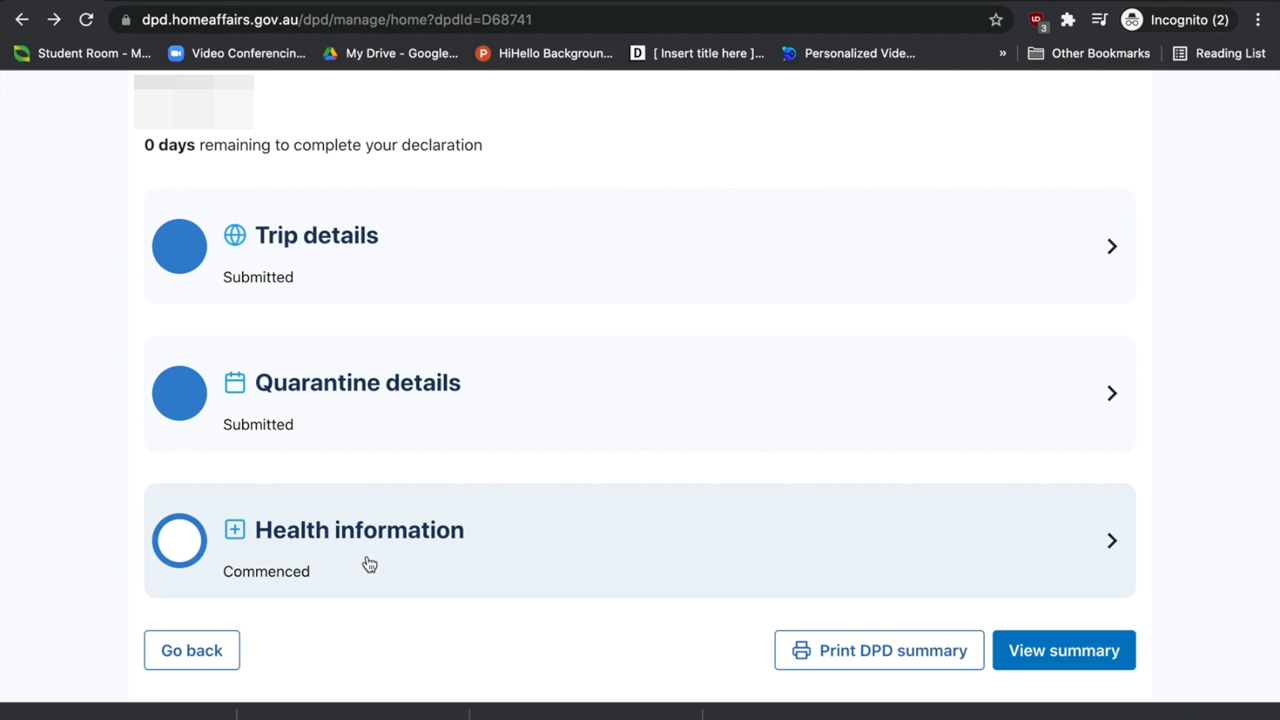 dpd.homeaffairs.gov.au/dpd/manage/home?dpdId=D68741
3
Incognito (2)
Student Room - M...
Video Conferencin...
My Drive - Google...
P
HiHello Backgroun...
D
[ Insert title here ]...
Personalized Vide...
»
Other Bookmarks
Reading List
0 days remaining to complete your declaration
Trip details
Submitted
Quarantine details
Submitted
Health information
Commenced
Go back
Print DPD summary
View summary